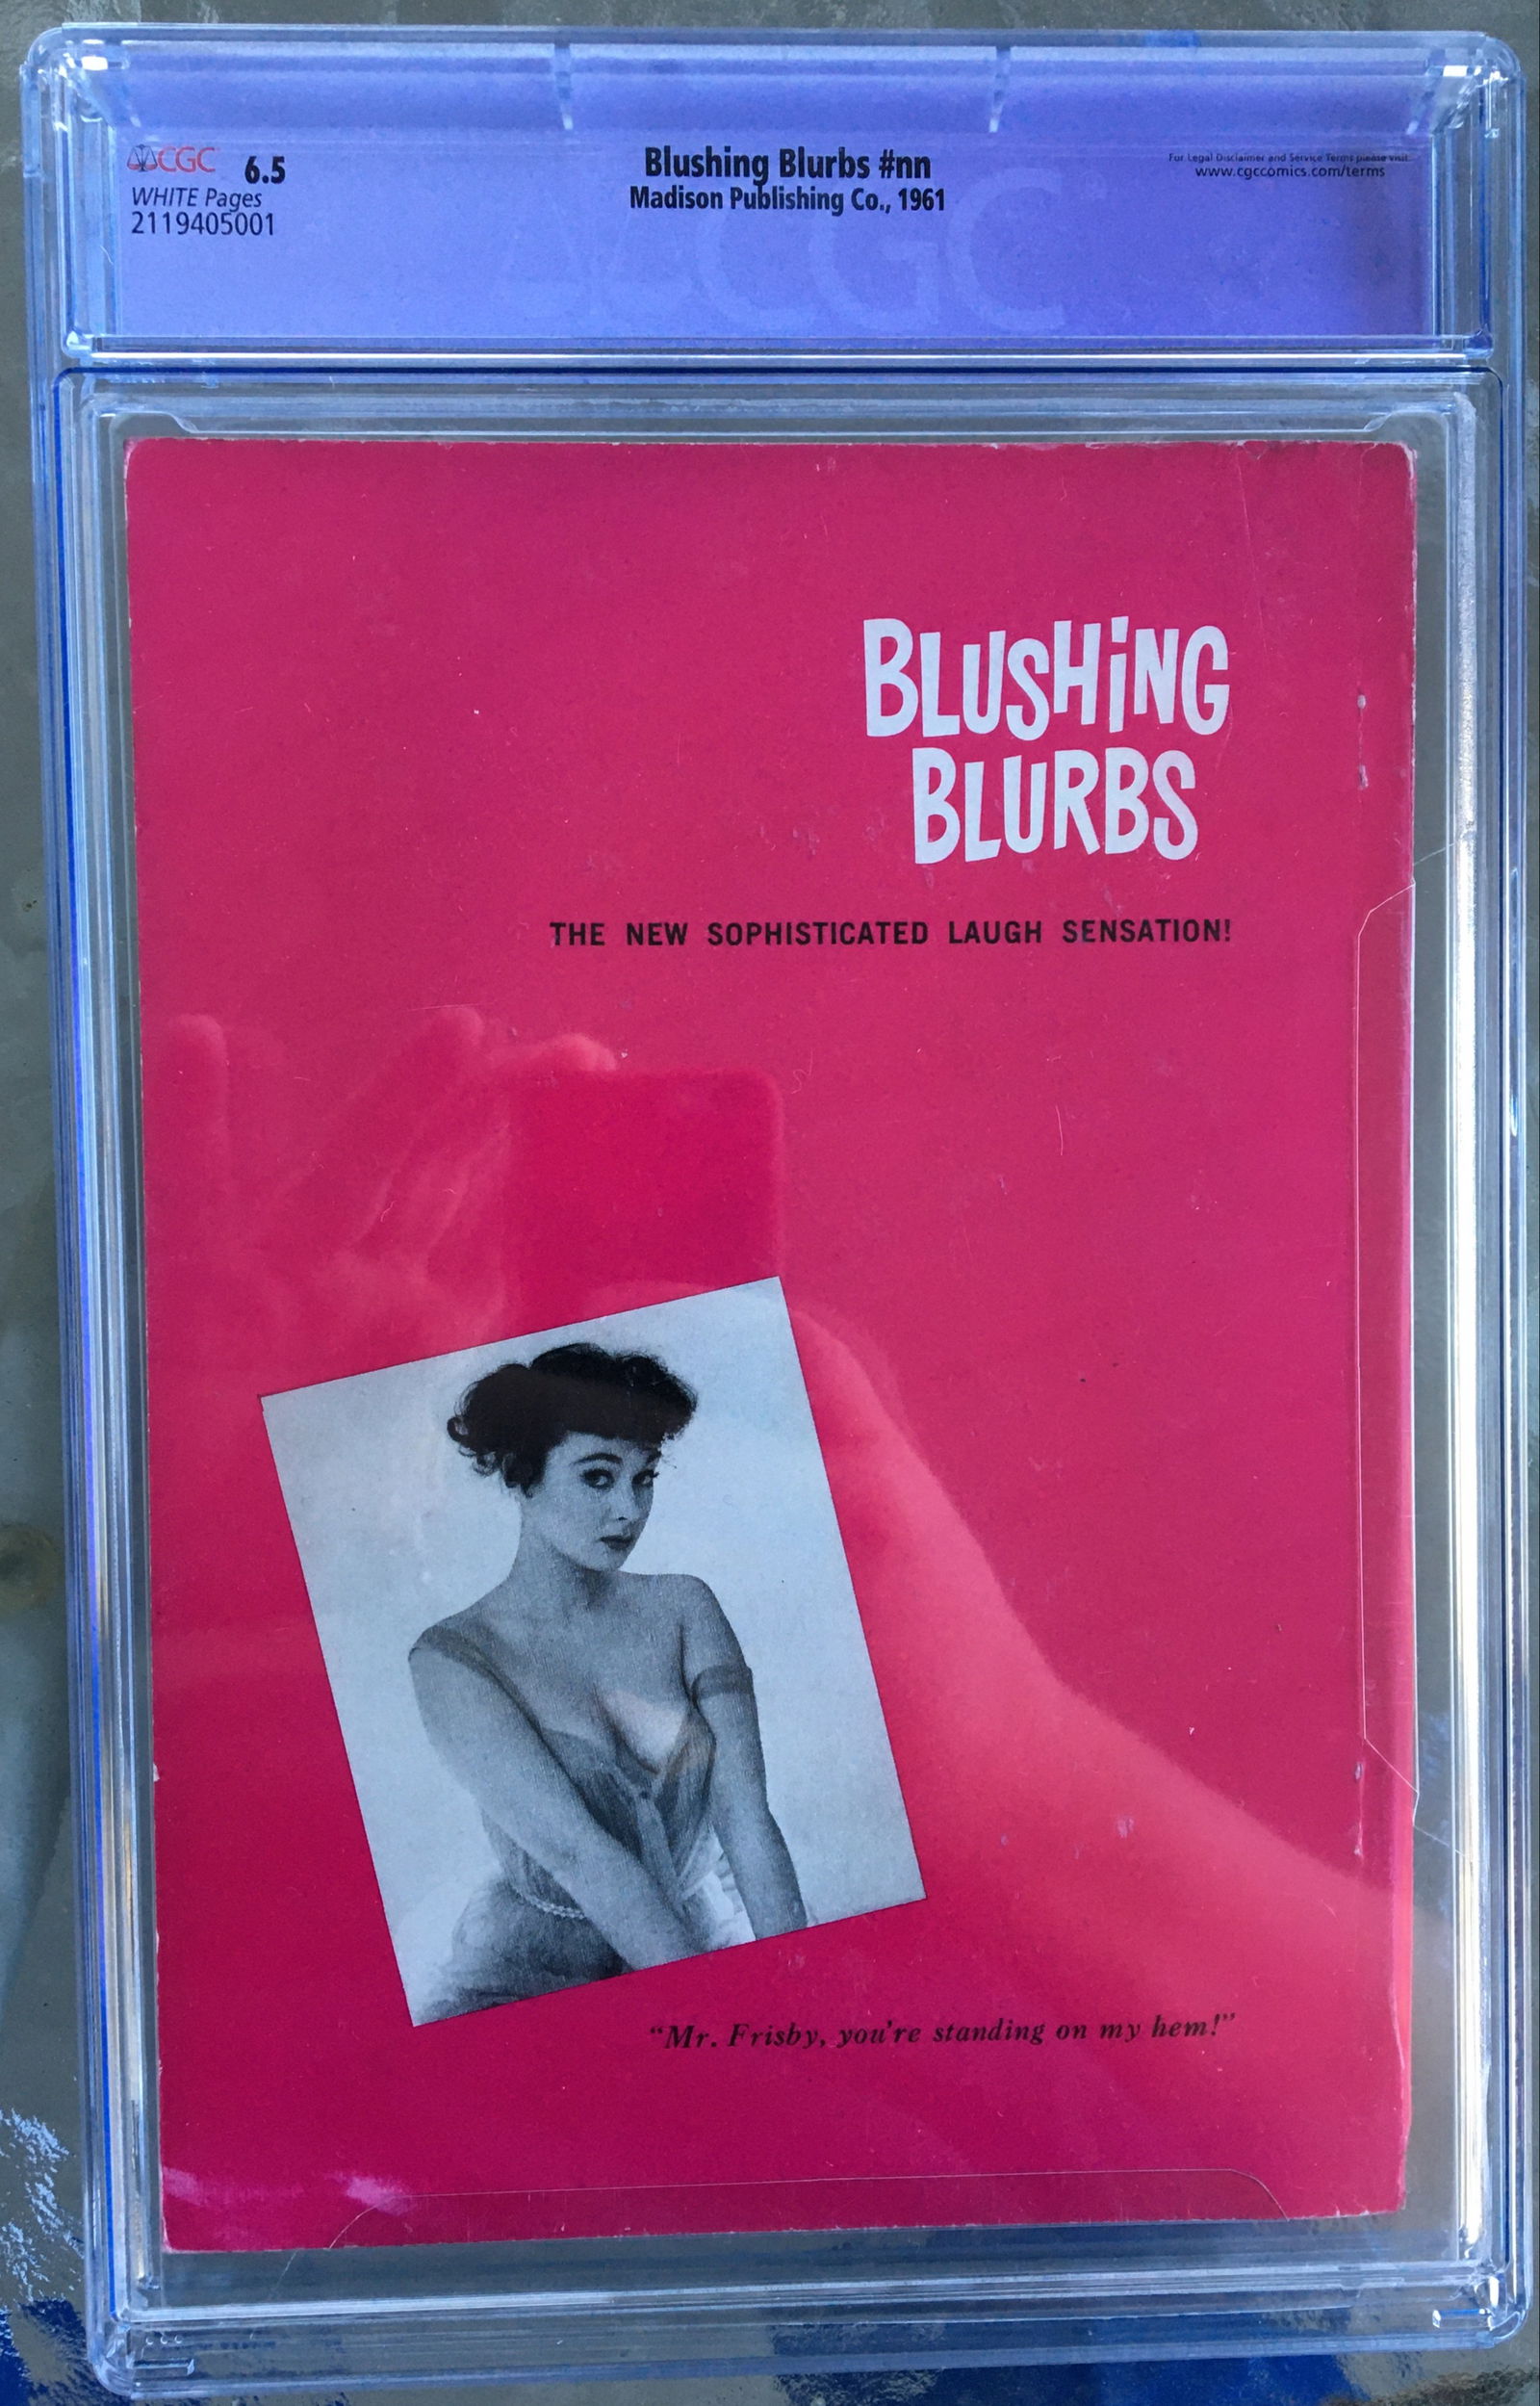 CGC 6.5
WHITE Pages
2119405001
Blushing Blurbs #nn
Madison Publishing Co., 1961
For Legal Disclaimer and Service Terms please visit:
www.cgccomics.com/terms
CGC
BLUSHiNG
BLURBS
THE NEW SOPHISTICATED LAUGH SENSATION!
“Mr. Frisby, you're standing on my hem!”